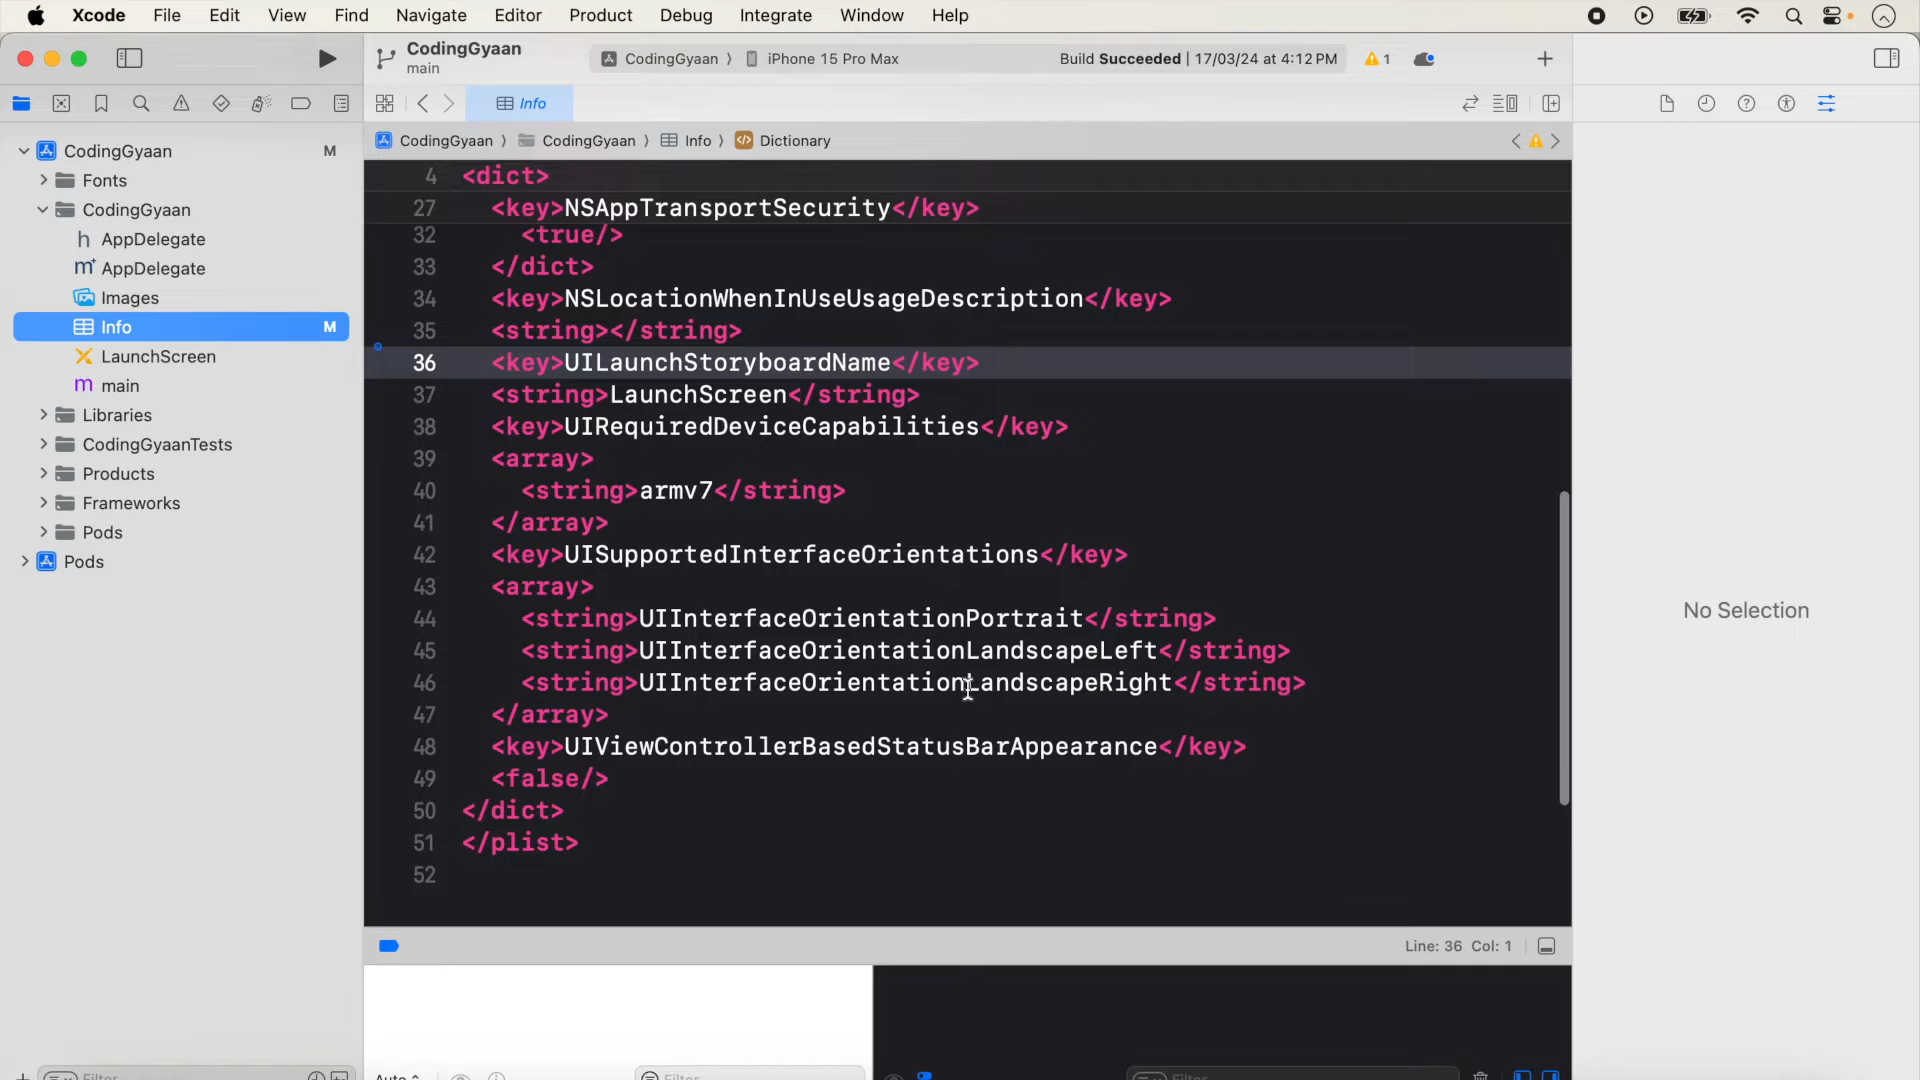 Xcode File Edit View Find Navigate Editor Product Debug Integrate Window Help
CodingGyaan
main
CodingGyaan 〉 iPhone 15 Pro Max
Build Succeeded | 17/03/24 at 4:12 PM
1
Info
CodingGyaan 〉 CodingGyaan 〉 Info 〉 Dictionary
CodingGyaan M
Fonts
CodingGyaan
h AppDelegate
m+ AppDelegate
Images
Info M
LaunchScreen
m main
Libraries
CodingGyaanTests
Products
Frameworks
Pods
Pods
4 <dict>
27 <key>NSAppTransportSecurity</key>
32 <true/>
33 </dict>
34 <key>NSLocationWhenInUseUsageDescription</key>
35 <string></string>
36 <key>UILaunchStoryboardName</key>
37 <string>LaunchScreen</string>
38 <key>UIRequiredDeviceCapabilities</key>
39 <array>
40 <string>armv7</string>
41 </array>
42 <key>UISupportedInterfaceOrientations</key>
43 <array>
44 <string>UIInterfaceOrientationPortrait</string>
45 <string>UIInterfaceOrientationLandscapeLeft</string>
46 <string>UIInterfaceOrientationLandscapeRight</string>
47 </array>
48 <key>UIViewControllerBasedStatusBarAppearance</key>
49 <false/>
50 </dict>
51 </plist>
52
No Selection
Line: 36 Col: 1
Filter
Auto
Filter
Filter